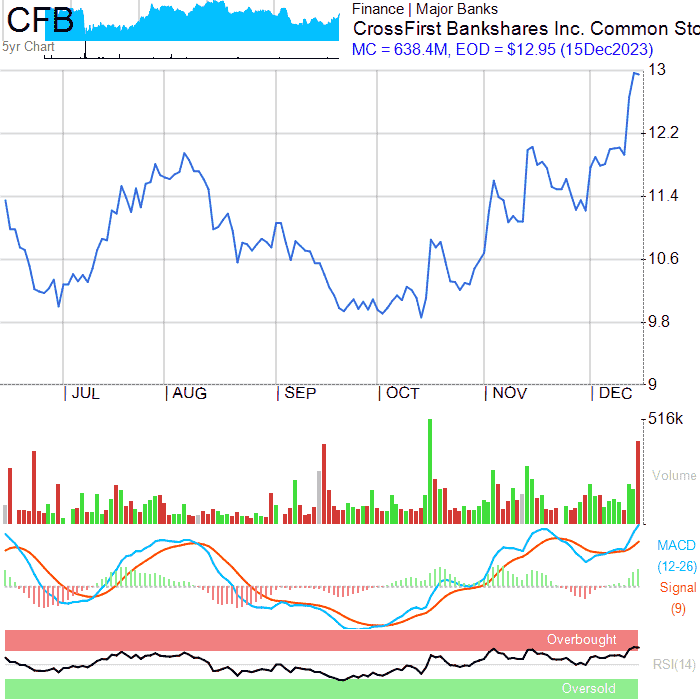 CFB
5yr Chart
Finance | Major Banks
CrossFirst Bankshares Inc. Common Sto
MC = 638.4M, EOD = $12.95 (15Dec2023)
13
12.2
11.4
10.6
9.8
9
JUL AUG SEP OCT NOV DEC
516k
Volume
MACD
(12-26)
Signal
(9)
Overbought
RSI(14)
Oversold